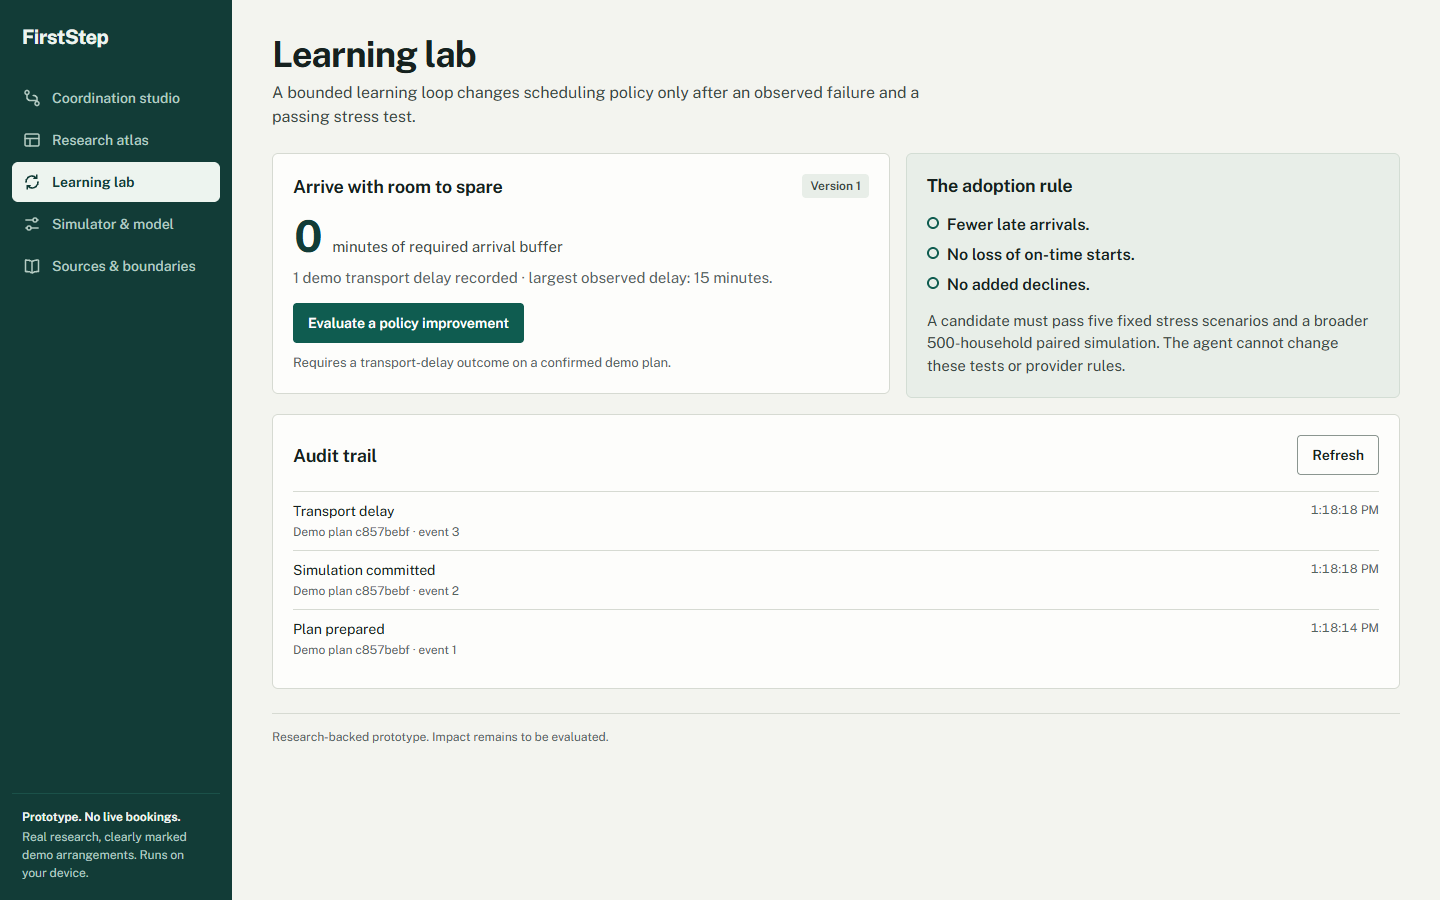 FirstStep
Coordination studio
Research atlas
Learning lab
Simulator & model
Sources & boundaries
Prototype. No live bookings.
Real research, clearly marked
demo arrangements. Runs on
your device.
Learning lab
A bounded learning loop changes scheduling policy only after an observed failure and a
passing stress test.
Arrive with room to spare
Version 1
0 minutes of required arrival buffer
1 demo transport delay recorded · largest observed delay: 15 minutes.
Evaluate a policy improvement
Requires a transport-delay outcome on a confirmed demo plan.
The adoption rule
Fewer late arrivals.
No loss of on-time starts.
No added declines.
A candidate must pass five fixed stress scenarios and a broader
500-household paired simulation. The agent cannot change
these tests or provider rules.
Audit trail
Refresh
Transport delay
1:18:18 PM
Demo plan c857bebf · event 3
Simulation committed
1:18:18 PM
Demo plan c857bebf · event 2
Plan prepared
1:18:14 PM
Demo plan c857bebf · event 1
Research-backed prototype. Impact remains to be evaluated.